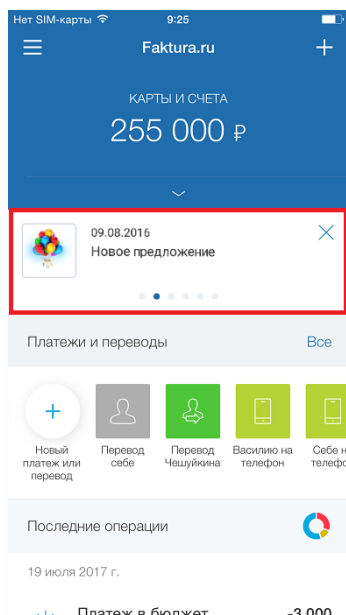 Нет SIM-карты 9:25
Faktura.ru
КАРТЫ И СЧЕТА
255 000 ₽
09.08.2016
Новое предложение
Платежи и переводы Все
Новый платеж или перевод
Перевод себе
Перевод Чешуйкина
Василию на телефон
Себе
Последние операции
19 июля 2017 г.
Платеж в бюджет -3 000